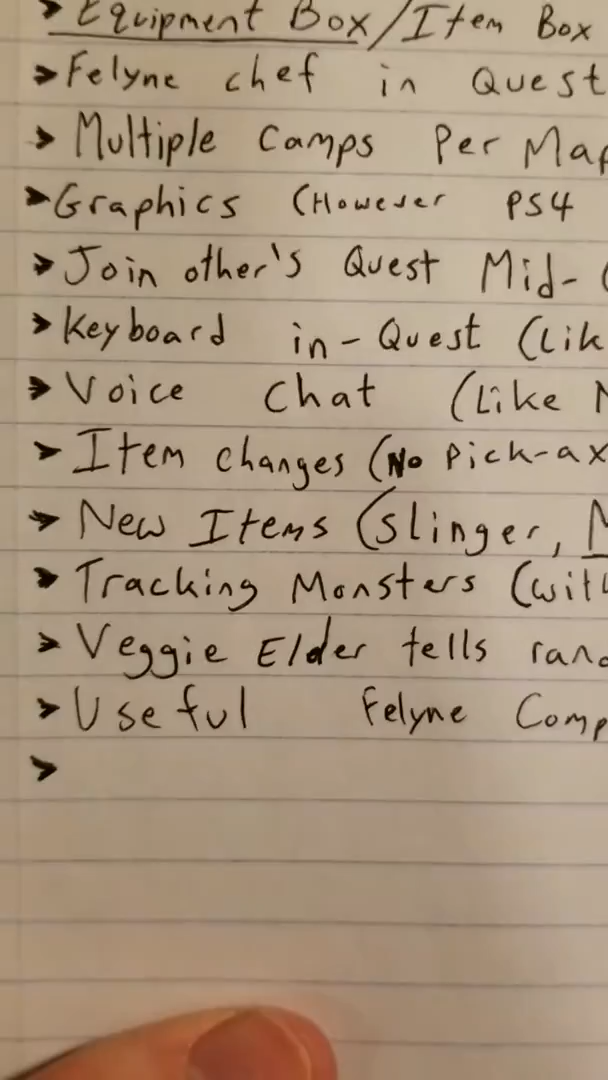 ➤ Equipment Box/Item Box
➤ Felyne chef in Quest
➤ Multiple Camps Per Map
➤ Graphics (However PS4
➤ Join other's Quest Mid-
➤ Keyboard in-Quest (Lik
➤ Voice Chat (Like
➤ Item changes (No Pick-ax
➤ New Items (Slinger,
➤ Tracking Monsters (wit
➤ Veggie Elder tells ran
➤ Useful Felyne Comp
➤